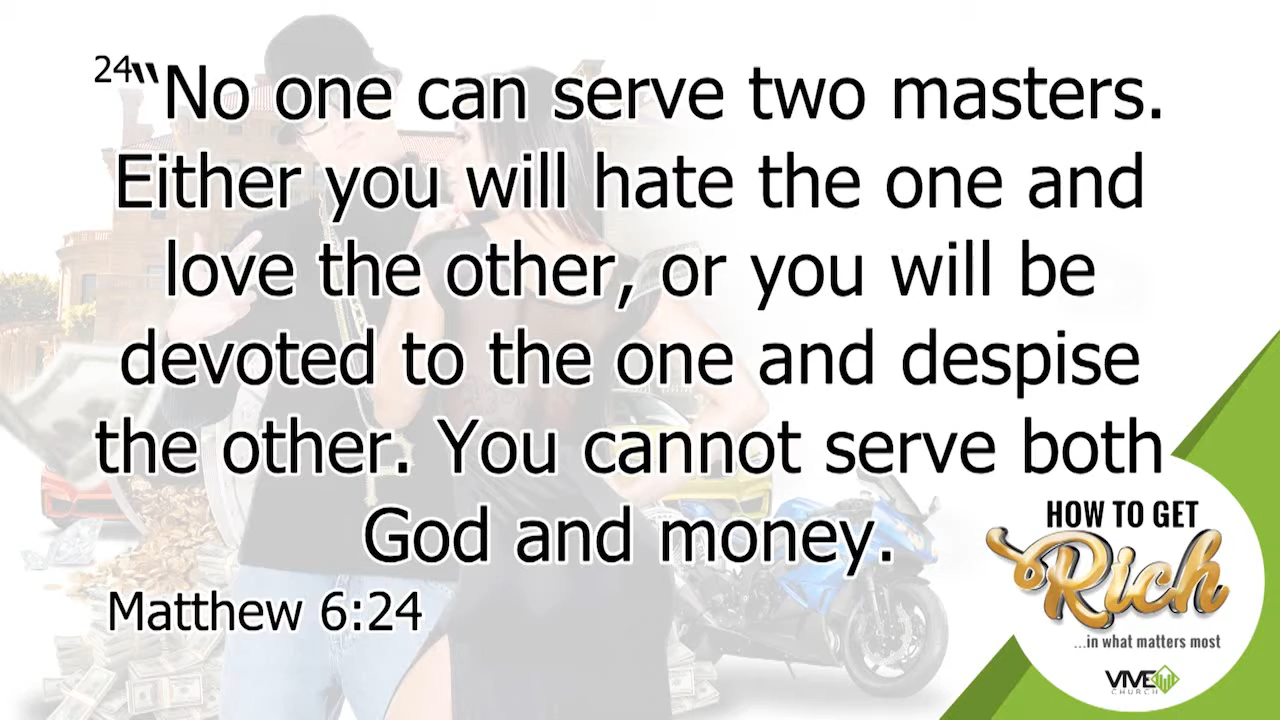 24“No one can serve two masters.
Either you will hate the one and
love the other, or you will be
devoted to the one and despise
the other. You cannot serve both
God and money.
Matthew 6:24
HOW TO GET
Rich
...in what matters most
VIVE
CHURCH